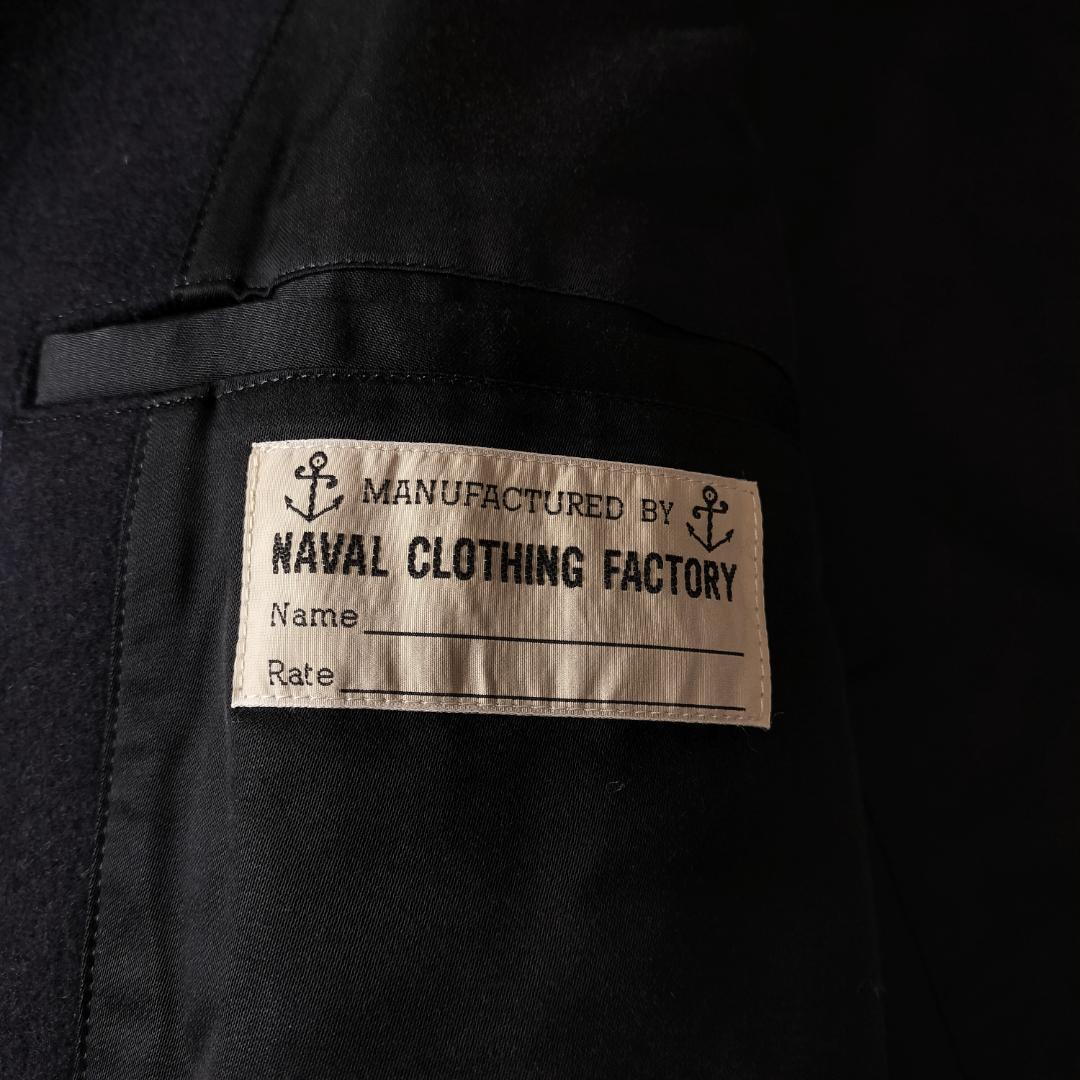 MANUFACTURED BY
NAVAL CLOTHING FACTORY
Name
Rate